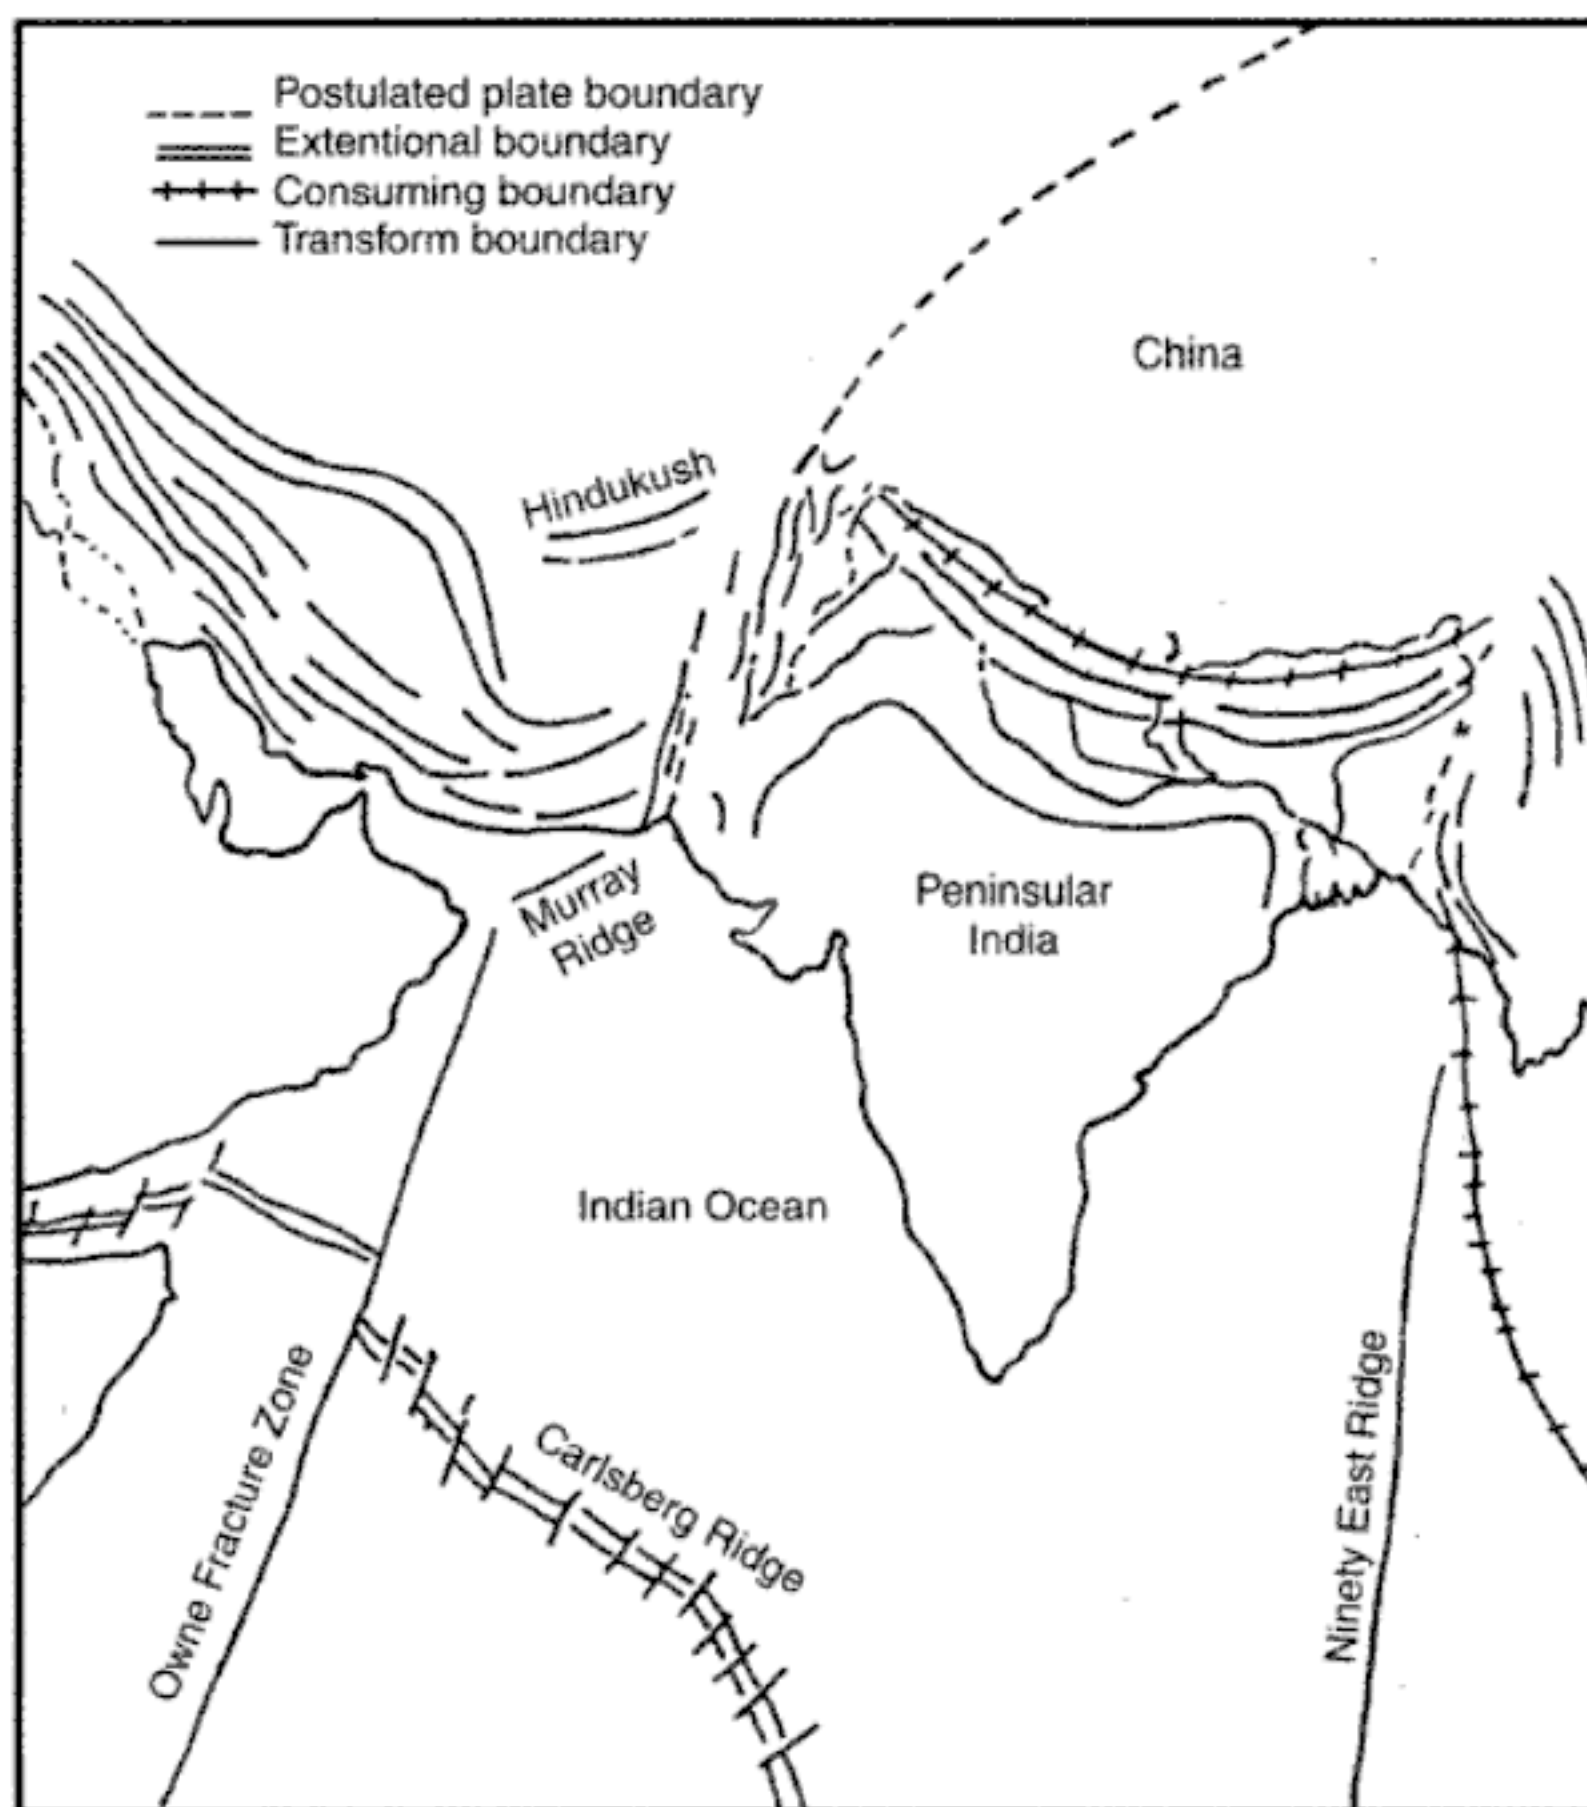 Postulated plate boundary
Extentional boundary
Consuming boundary
Transform boundary
China
Hindukush
Murray
Ridge
Peninsular
India
Indian Ocean
Owne Fracture Zone
Carlsberg Ridge
Ninety East Ridge